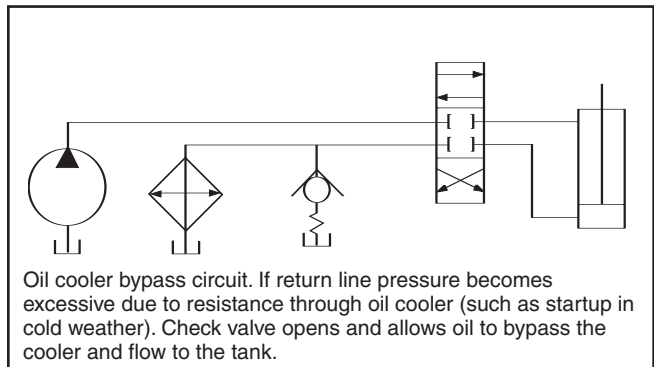 Oil cooler bypass circuit. If return line pressure becomes
excessive due to resistance through oil cooler (such as startup in
cold weather). Check valve opens and allows oil to bypass the
cooler and flow to the tank.